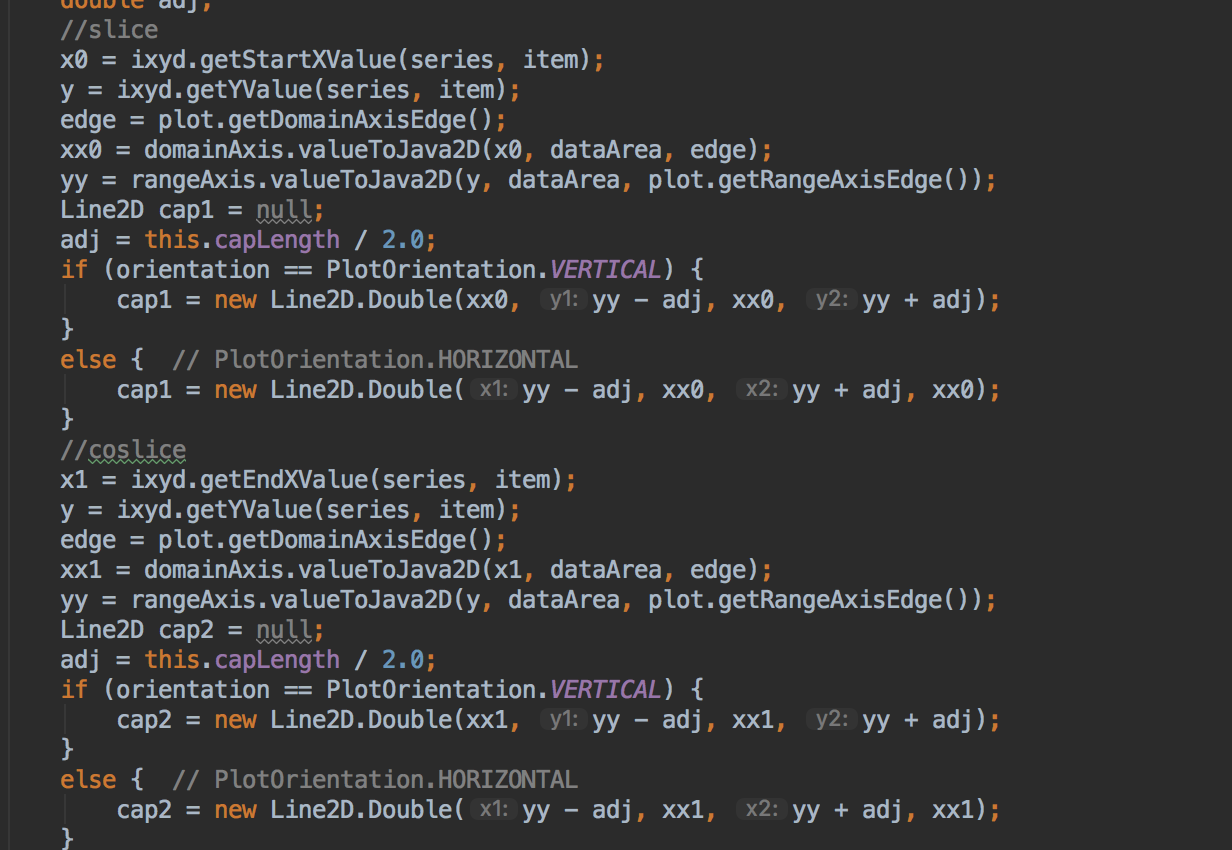 double adj;
//slice
x0 = ixyd.getStartXValue(series, item);
y = ixyd.getYValue(series, item);
edge = plot.getDomainAxisEdge();
xx0 = domainAxis.valueToJava2D(x0, dataArea, edge);
yy = rangeAxis.valueToJava2D(y, dataArea, plot.getRangeAxisEdge());
Line2D cap1 = null;
adj = this.capLength / 2.0;
if (orientation == PlotOrientation.VERTICAL) {
    cap1 = new Line2D.Double(xx0, y1: yy - adj, xx0, y2: yy + adj);
}
else {  // PlotOrientation.HORIZONTAL
    cap1 = new Line2D.Double( x1: yy - adj, xx0, x2: yy + adj, xx0);
}
//coslice
x1 = ixyd.getEndXValue(series, item);
y = ixyd.getYValue(series, item);
edge = plot.getDomainAxisEdge();
xx1 = domainAxis.valueToJava2D(x1, dataArea, edge);
yy = rangeAxis.valueToJava2D(y, dataArea, plot.getRangeAxisEdge());
Line2D cap2 = null;
adj = this.capLength / 2.0;
if (orientation == PlotOrientation.VERTICAL) {
    cap2 = new Line2D.Double(xx1, y1: yy - adj, xx1, y2: yy + adj);
}
else {  // PlotOrientation.HORIZONTAL
    cap2 = new Line2D.Double( x1: yy - adj, xx1, x2: yy + adj, xx1);
}